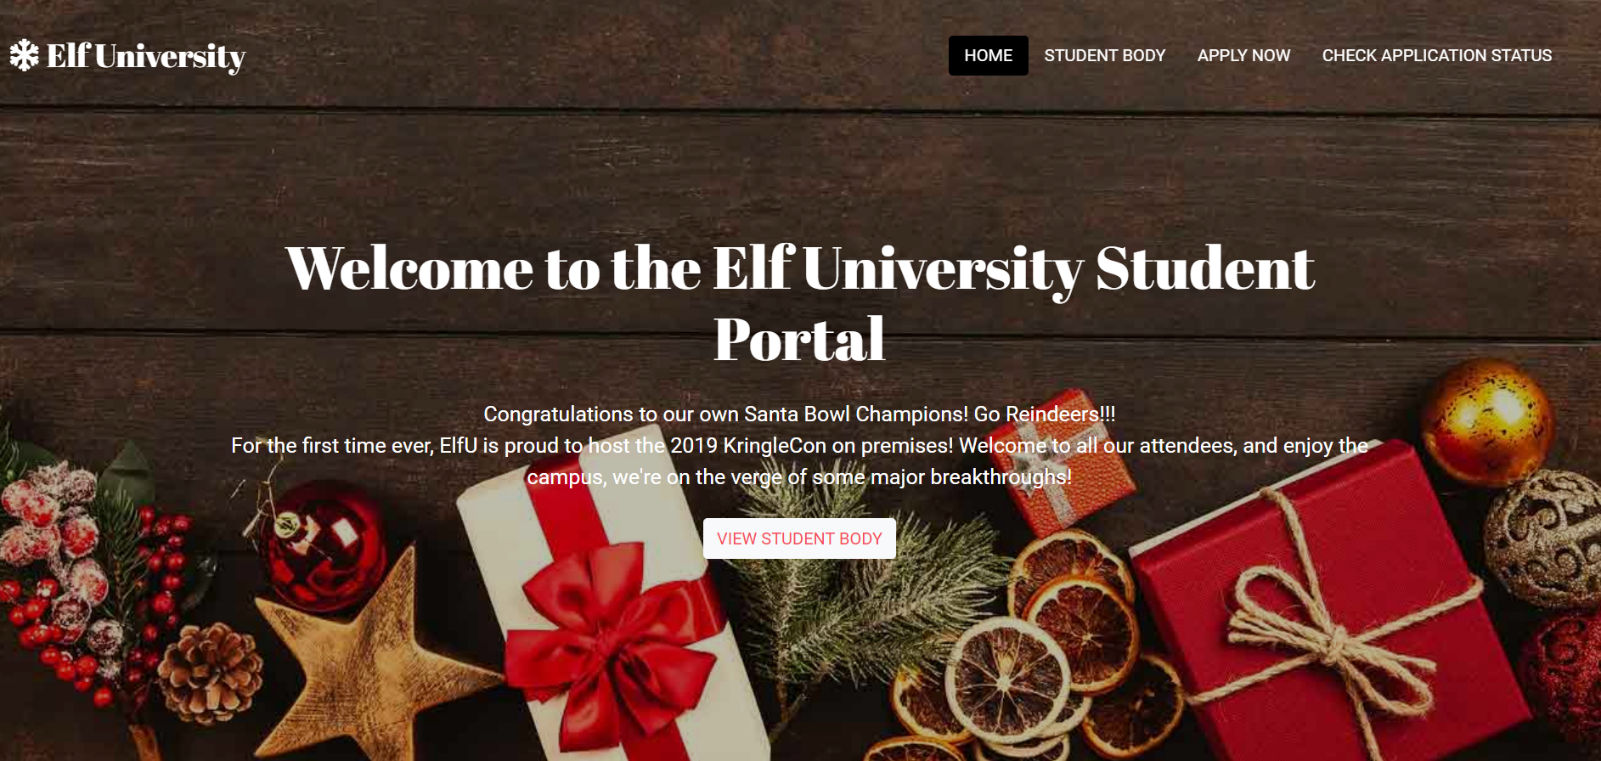 Elf University
HOME STUDENT BODY APPLY NOW CHECK APPLICATION STATUS
Welcome to the Elf University Student
Portal
Congratulations to our own Santa Bowl Champions! Go Reindeers!!!
For the first time ever, ElfU is proud to host the 2019 KringleCon on premises! Welcome to all our attendees, and enjoy the
campus, we're on the verge of some major breakthroughs!
VIEW STUDENT BODY